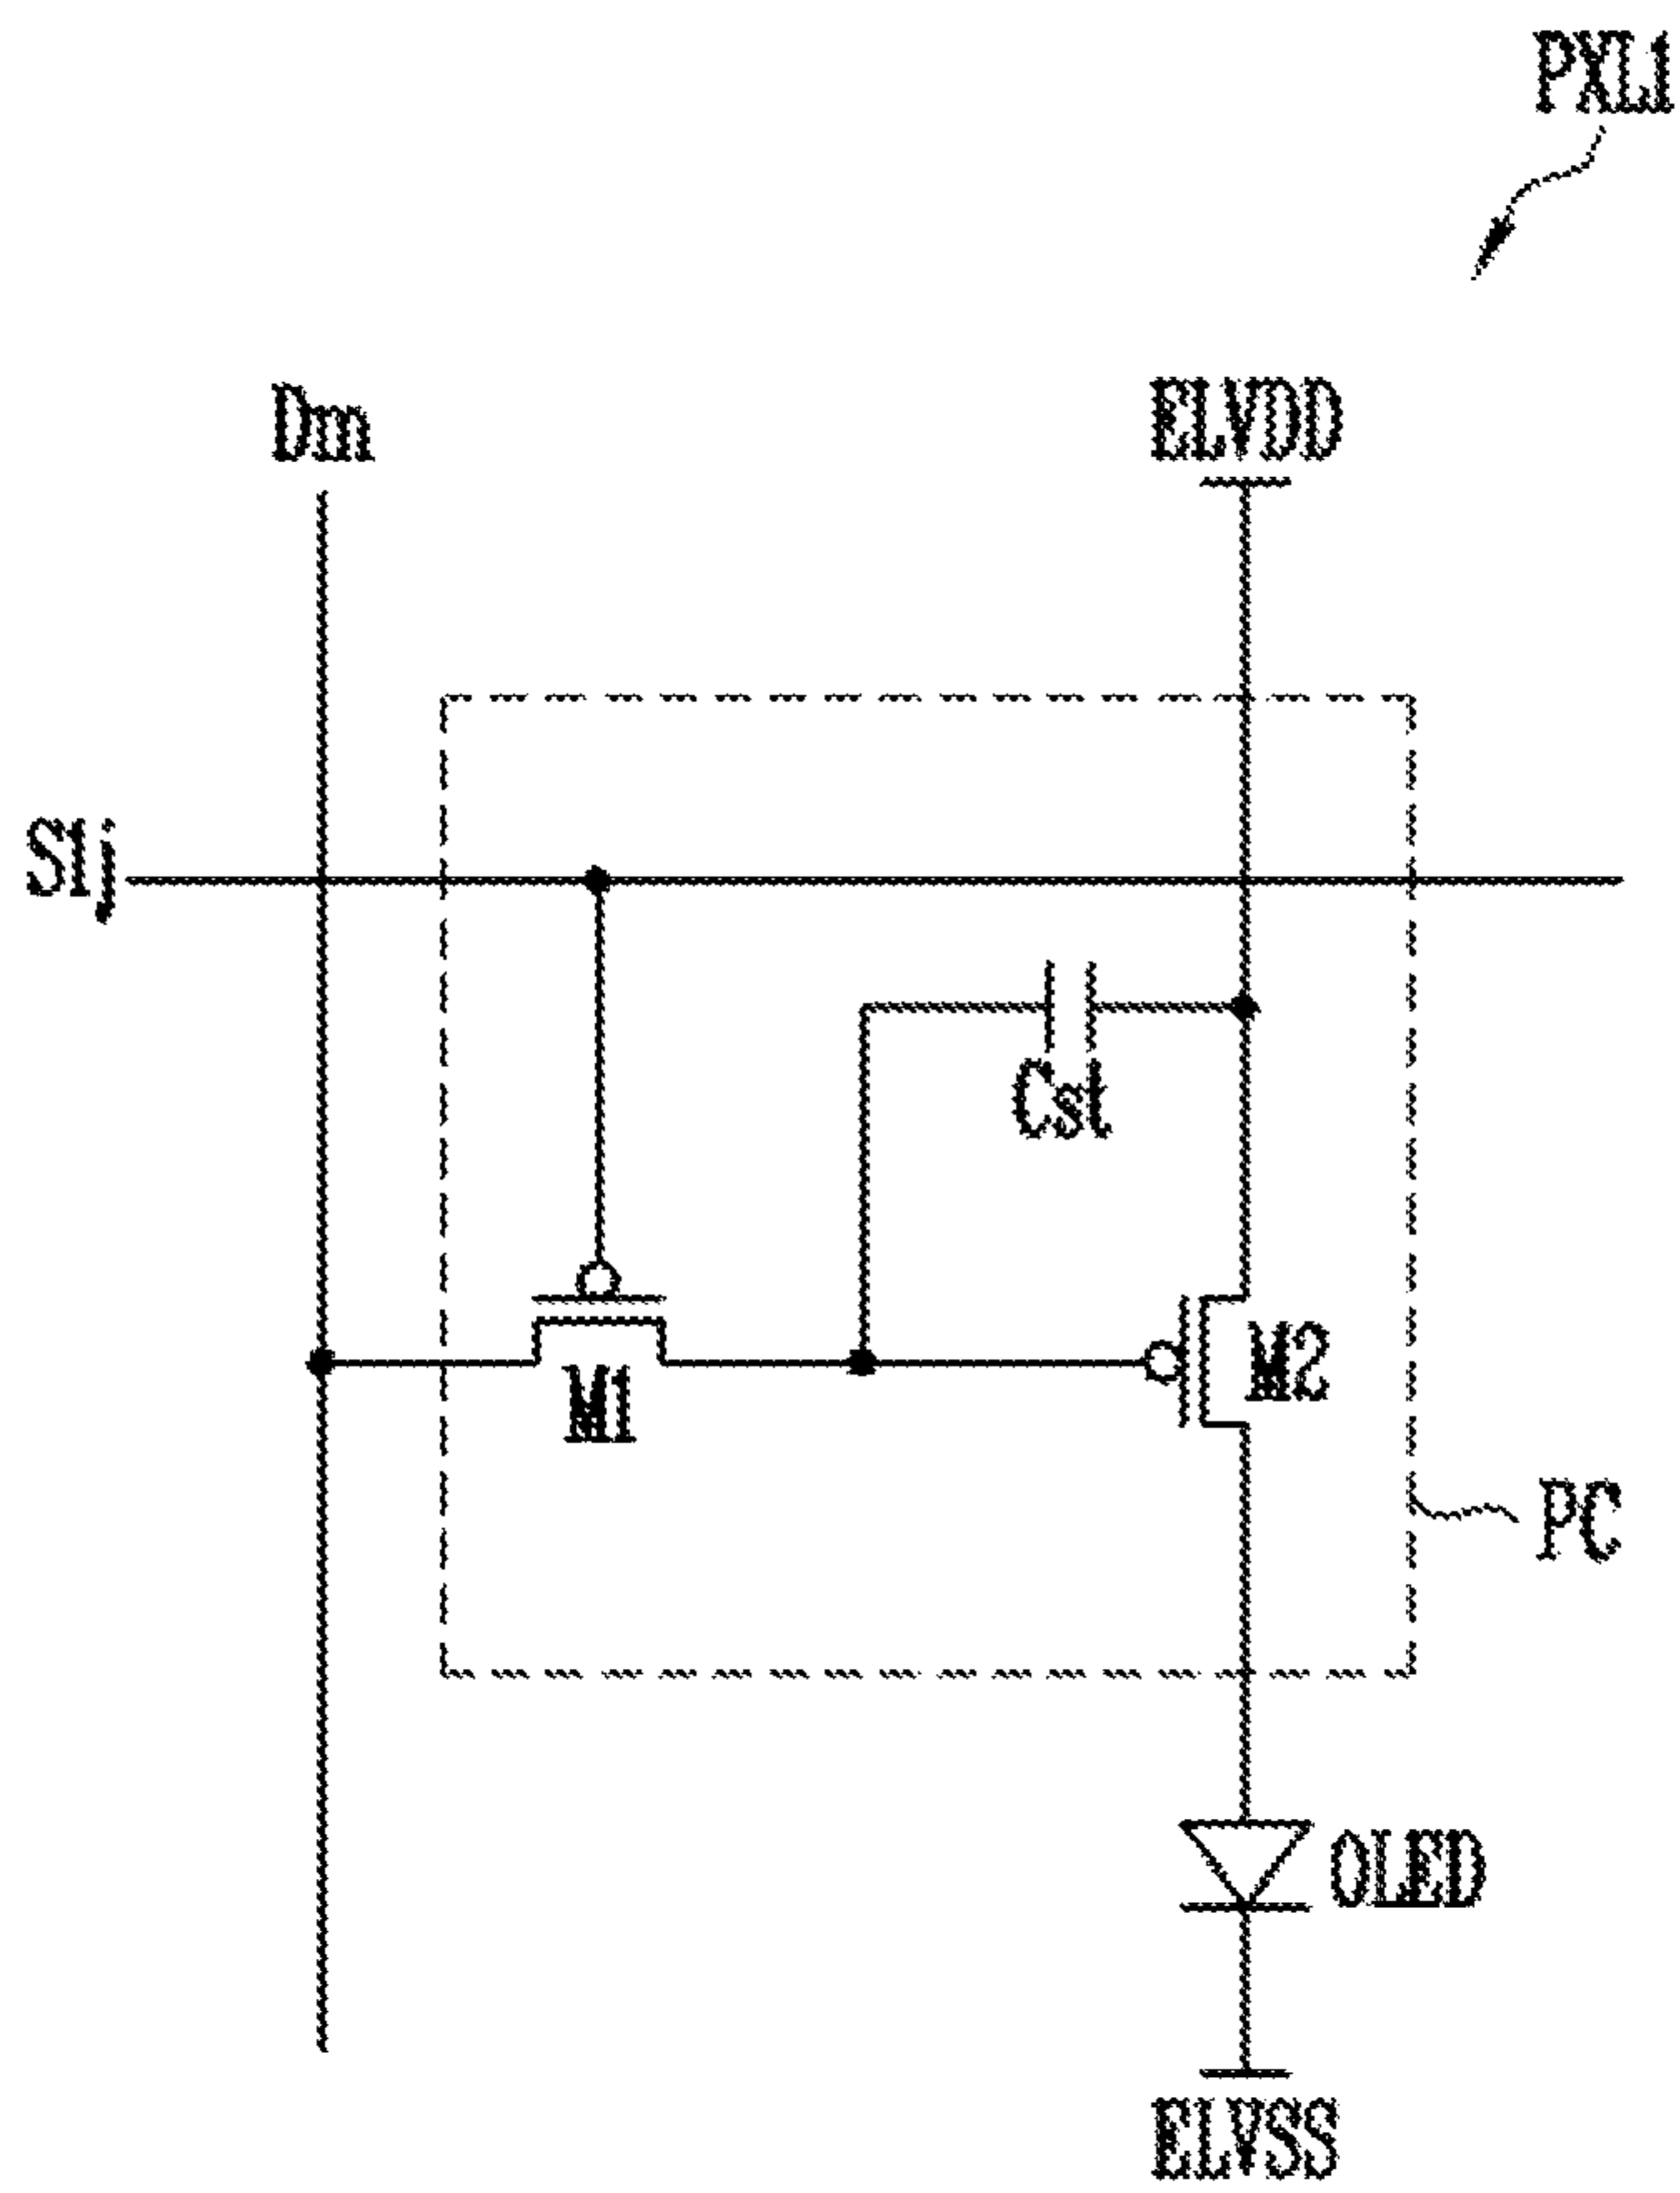 PXL1
Dm
ELVDD
S1j
Cst
M1
M2
PC
OLED
ELVSS